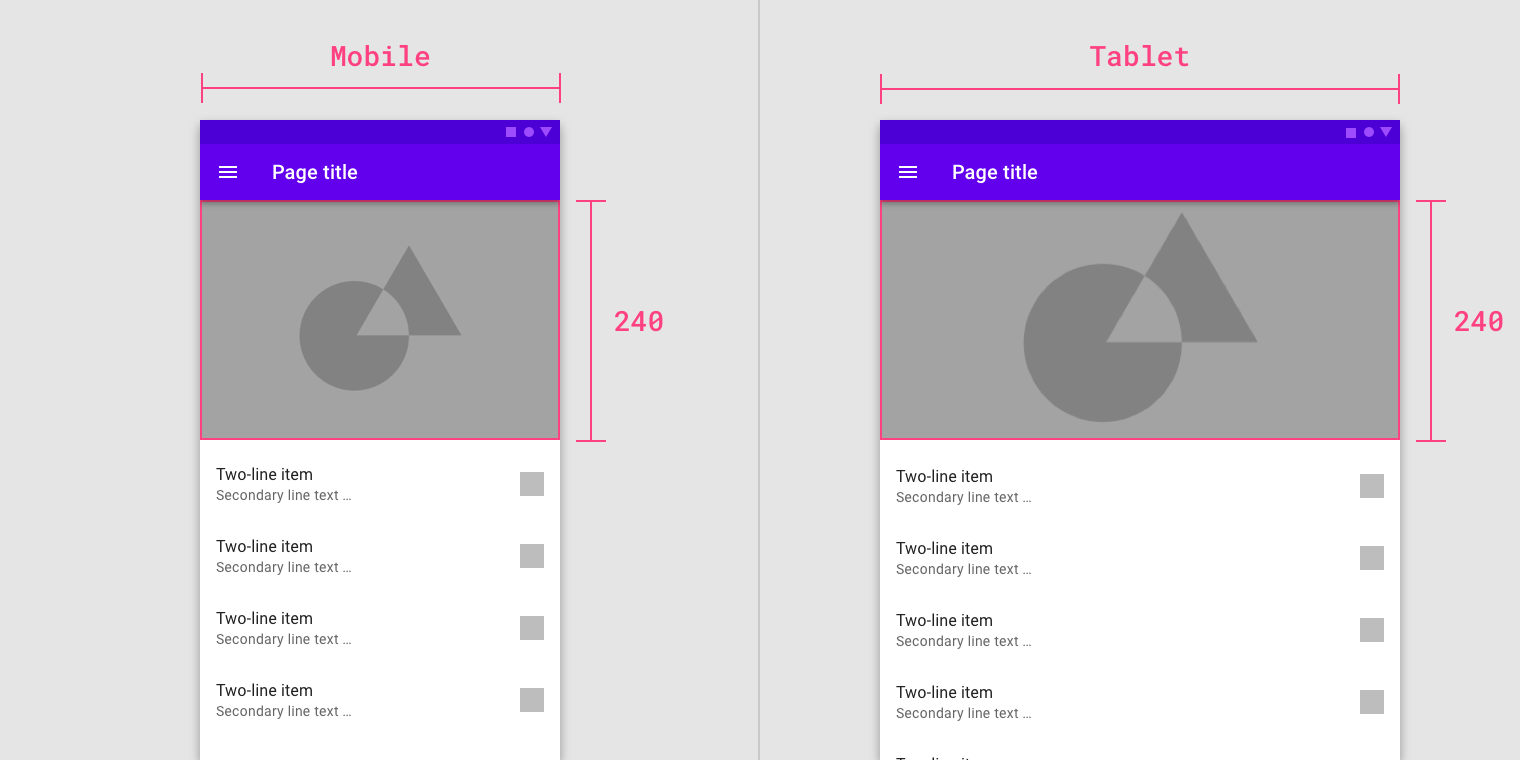 Mobile
Page title
240
Two-line item
Secondary line text ...
Two-line item
Secondary line text ...
Two-line item
Secondary line text ...
Two-line item
Secondary line text ...
Tablet
Page title
240
Two-line item
Secondary line text ...
Two-line item
Secondary line text ...
Two-line item
Secondary line text ...
Two-line item
Secondary line text ...